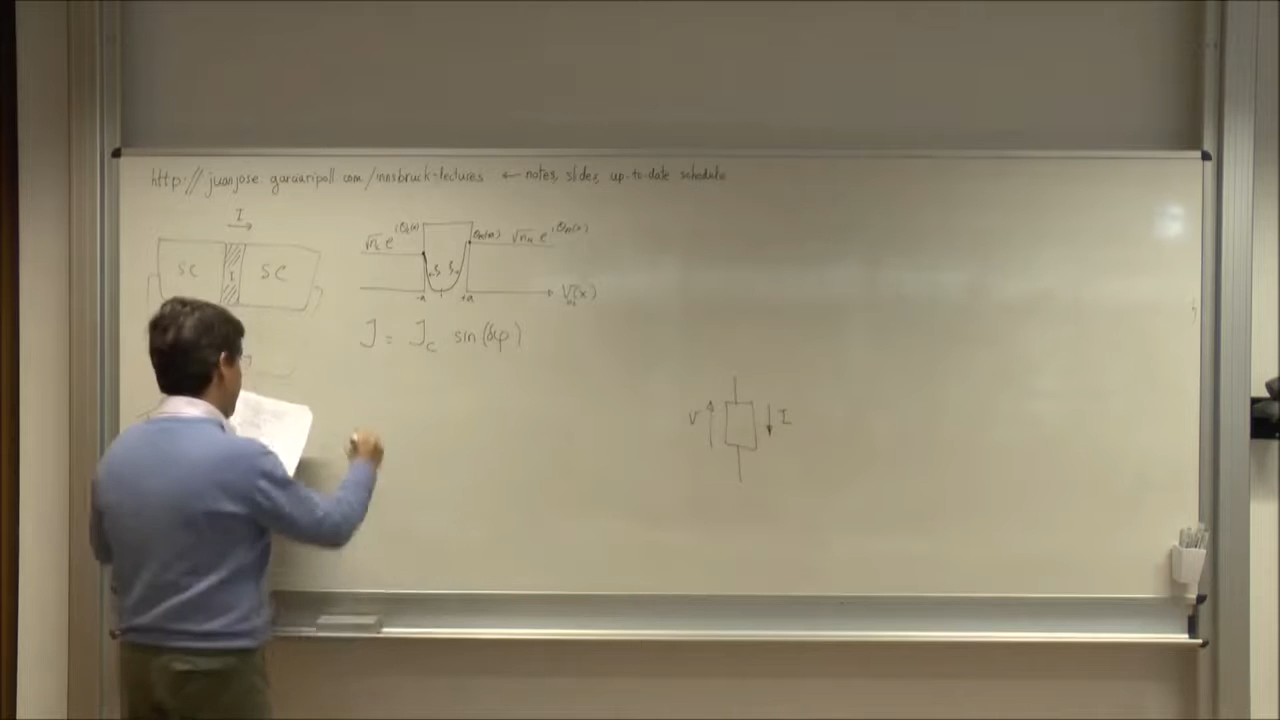 http:// juanjose.garciaripoll.com/innsbruck-lectures ← notes, slides, up-to-date schedule
I
SC I SC
√n_L e^{iθ_L(x)} θ_R(x) √n_R e^{iθ_R(x)}
ξ ξ
-a +a V(x)
J = J_c sin(δφ)
V I